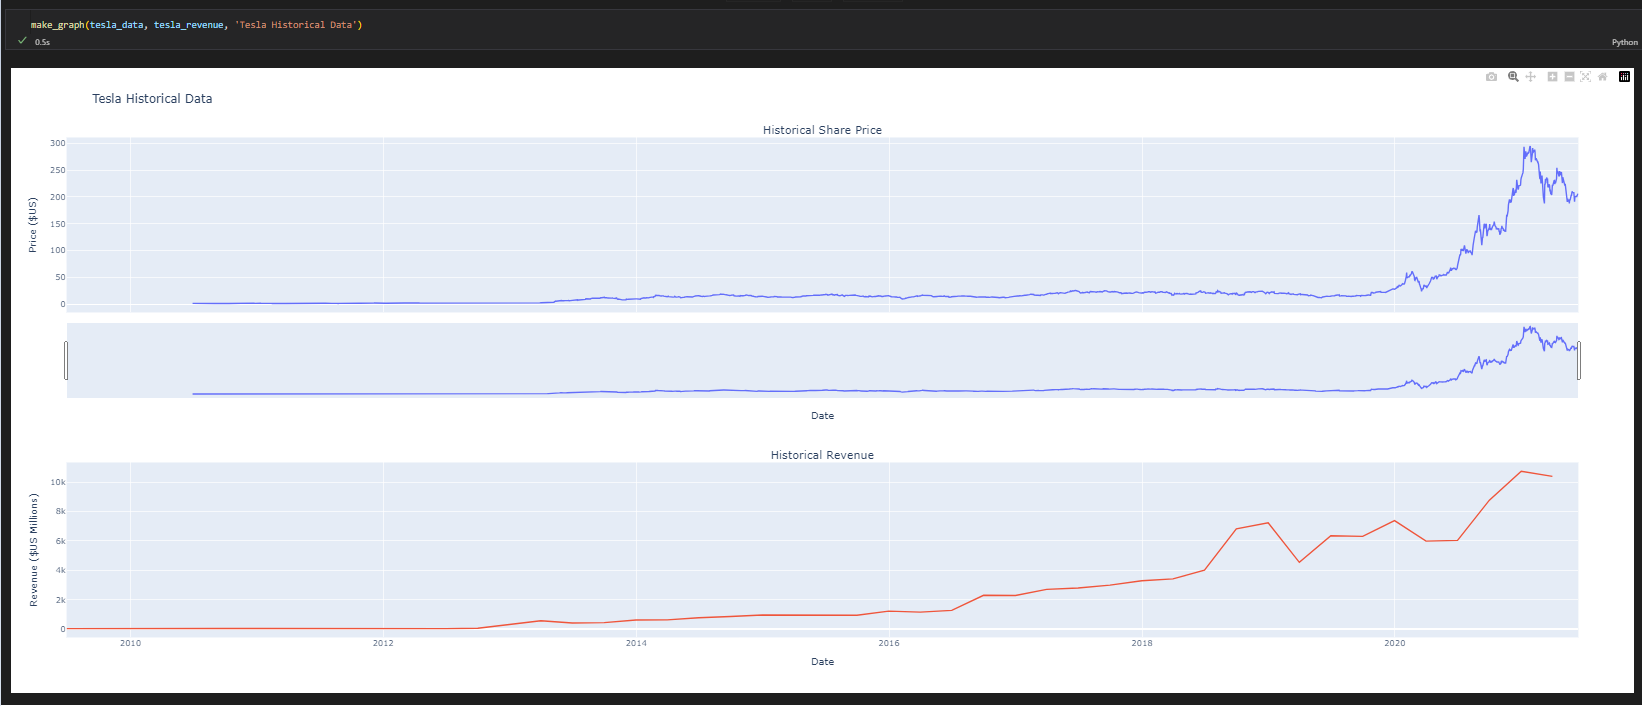 make_graph(tesla_data, tesla_revenue, 'Tesla Historical Data')
0.5s
Python
Tesla Historical Data
Historical Share Price
300
250
200
150
100
50
0
Price ($US)
Date
Historical Revenue
10k
8k
6k
4k
2k
0
Revenue ($US Millions)
2010 2012 2014 2016 2018 2020
Date